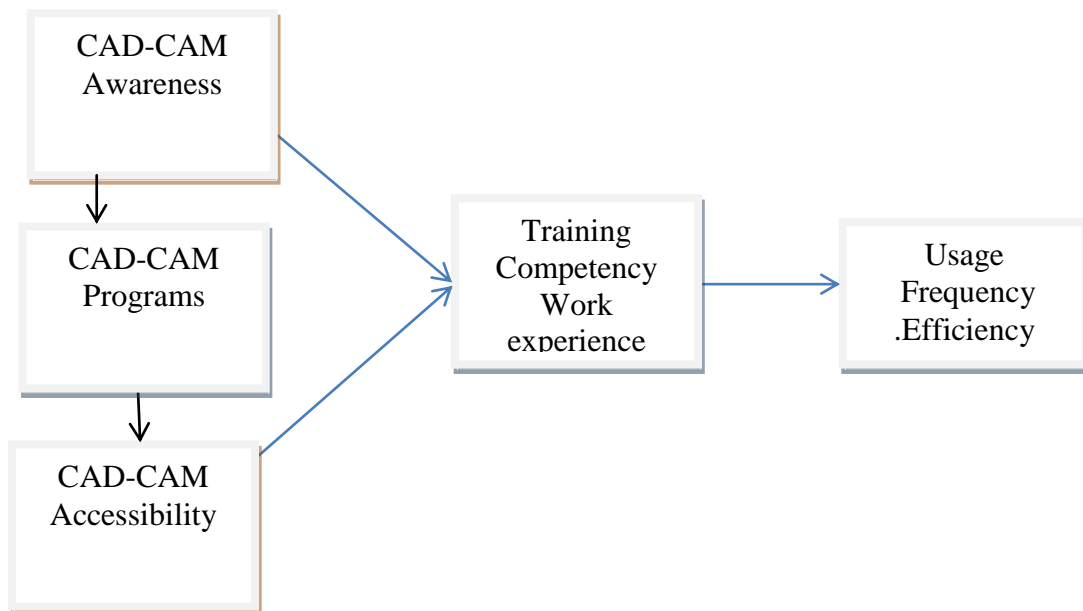 CAD-CAM
Awareness
CAD-CAM
Programs
CAD-CAM
Accessibility
Training
Competency
Work
experience
Usage
Frequency
.Efficiency